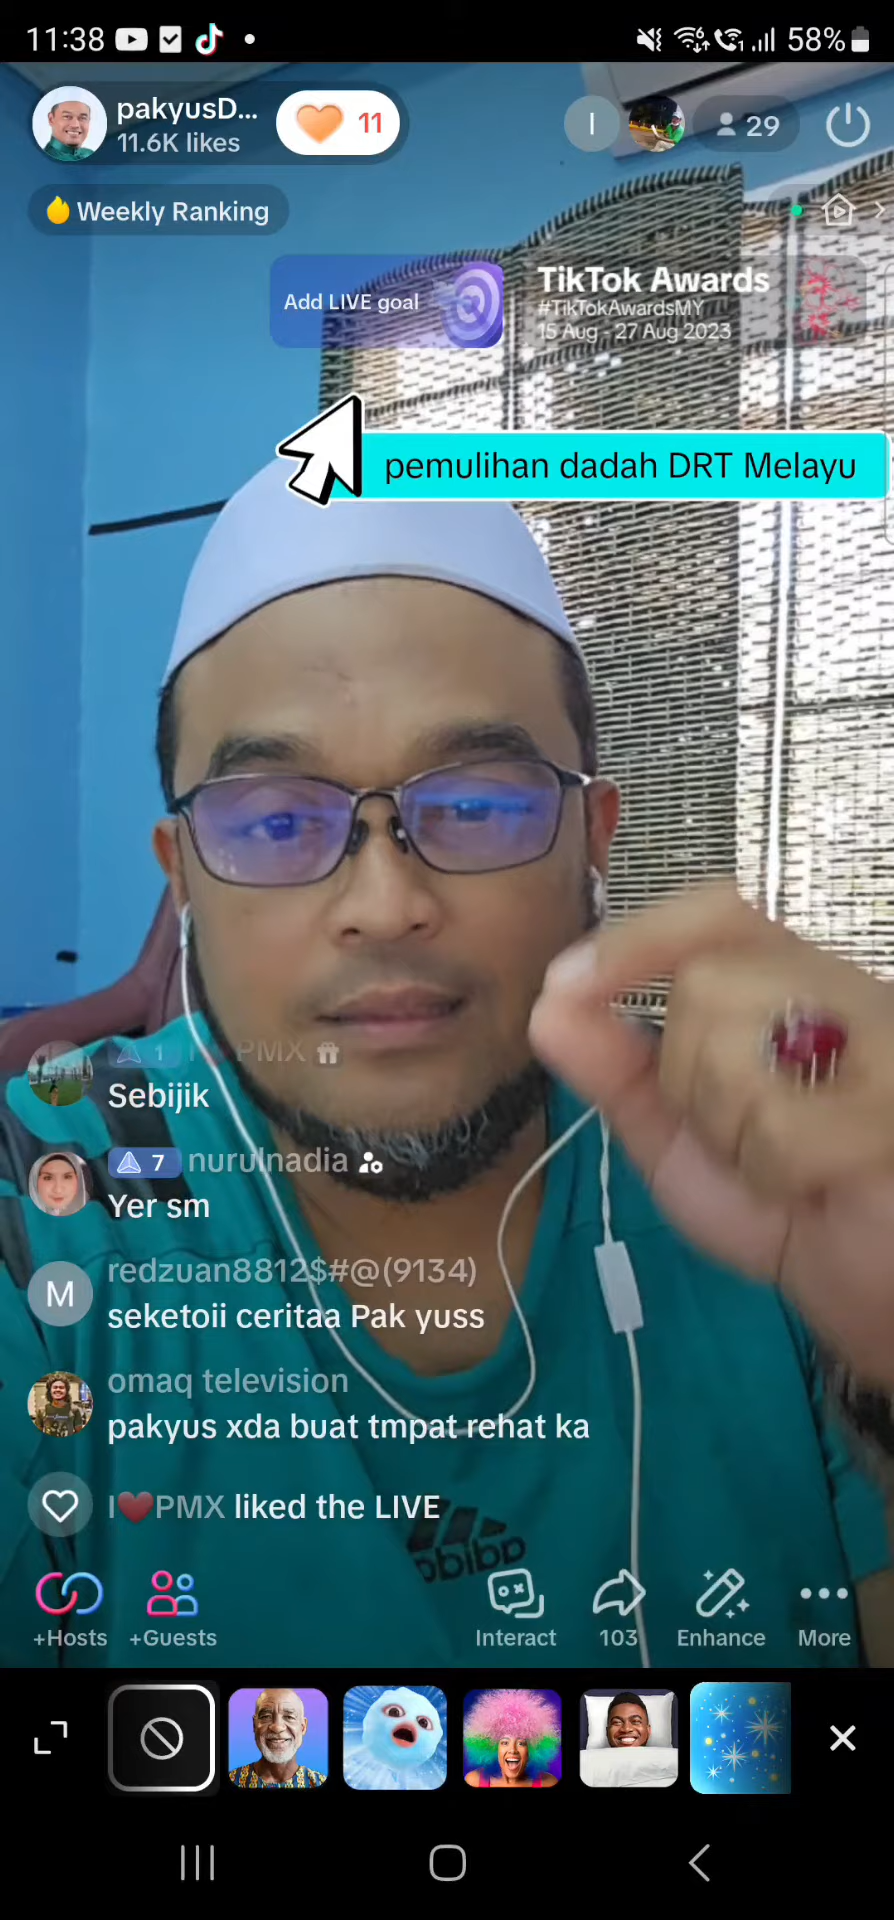 11:38
58%
pakyusD...
11.6K likes
11
I
29
Weekly Ranking
Add LIVE goal
TikTok Awards
#TikTokAwardsMY
15 Aug - 27 Aug 2023
pemulihan dadah DRT Melayu
1 I PMX
Sebijik
7 nurulnadia
Yer sm
M
redzuan8812$#@(9134)
seketoii ceritaa Pak yuss
omaq television
pakyus xda buat tmpat rehat ka
I❤PMX liked the LIVE
adidas
+Hosts
+Guests
Interact
103
Enhance
More